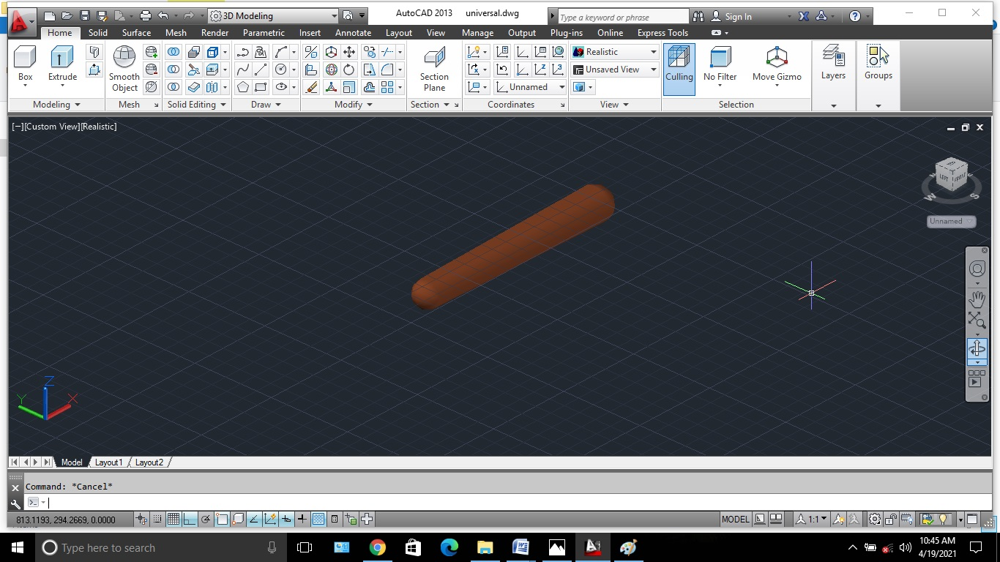 3D Modeling
AutoCAD 2013 universal.dwg
Type a keyword or phrase
Sign In
Home Solid Surface Mesh Render Parametric Insert Annotate Layout View Manage Output Plug-ins Online Express Tools
Box
Extrude
Smooth
Object
Section
Plane
Realistic
Unsaved View
Unnamed
Culling
No Filter
Move Gizmo
Layers
Groups
Modeling
Mesh
Solid Editing
Draw
Modify
Section
Coordinates
View
Selection
[−][Custom View][Realistic]
TOP
LEFT
FRONT
W
S
Unnamed
Z
Y
X
Model Layout1 Layout2
Command: *Cancel*
813.1193, 294.2669, 0.0000
MODEL
1:1
Type here to search
10:45 AM
4/19/2021